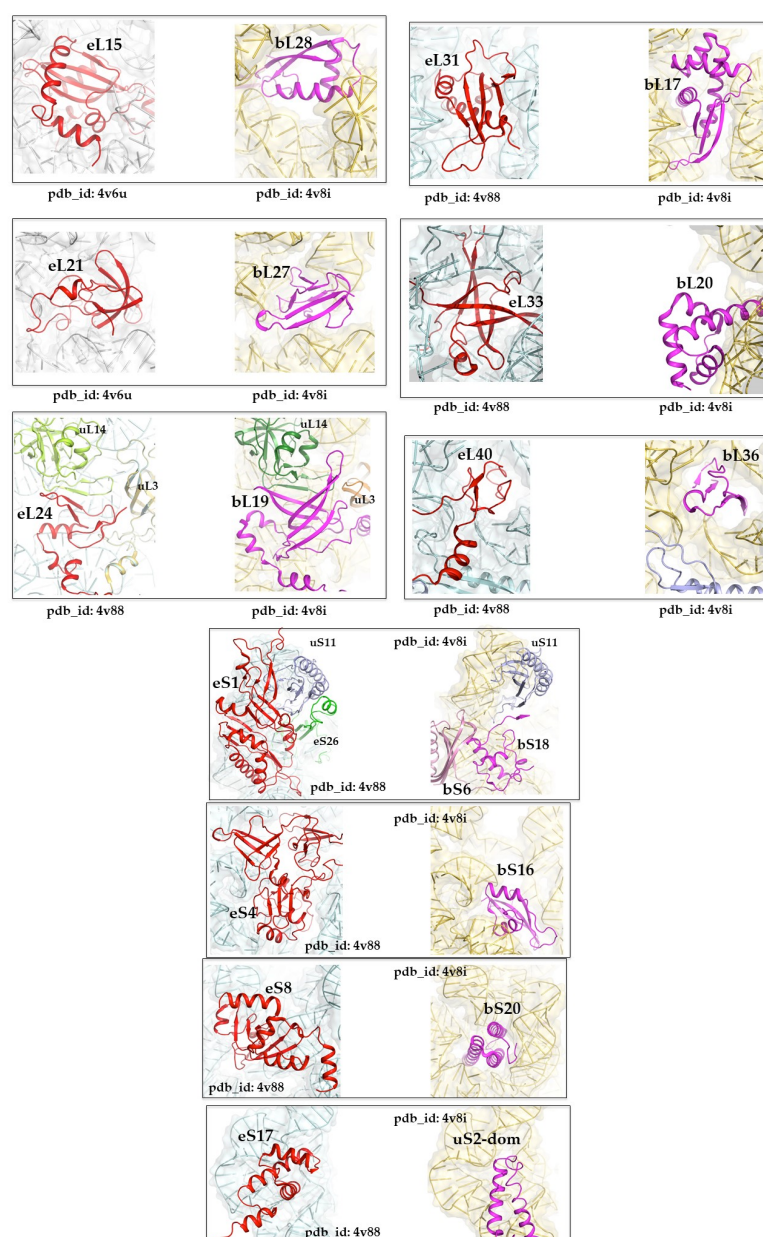 eL15
bL28
pdb_id: 4v6u
pdb_id: 4v8i
eL31
bL17
pdb_id: 4v88
pdb_id: 4v8i
eL21
bL27
pdb_id: 4v6u
pdb_id: 4v8i
eL33
bL20
pdb_id: 4v88
pdb_id: 4v8i
uL14
uL3
eL24
uL14
bL19
uL3
pdb_id: 4v88
pdb_id: 4v8i
eL40
bL36
pdb_id: 4v88
pdb_id: 4v8i
uS11
eS1
eS26
pdb_id: 4v88
pdb_id: 4v8i
uS11
bS18
bS6
eS4
pdb_id: 4v88
pdb_id: 4v8i
bS16
eS8
pdb_id: 4v88
pdb_id: 4v8i
bS20
eS17
pdb_id: 4v88
pdb_id: 4v8i
uS2-dom